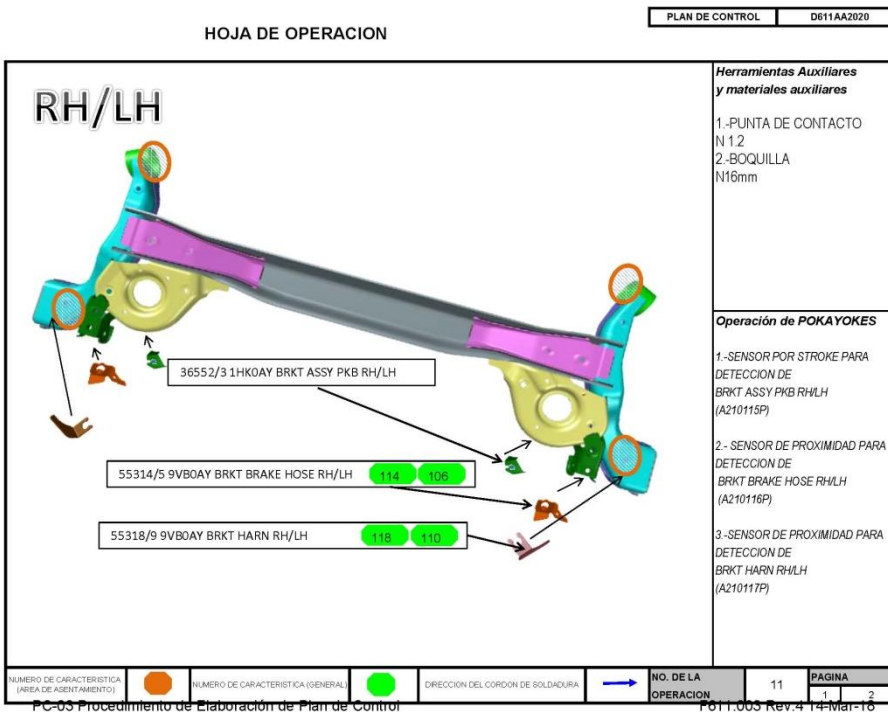 PLAN DE CONTROL D611AA2020
HOJA DE OPERACION
RH/LH
Herramientas Auxiliares
y materiales auxiliares
1.-PUNTA DE CONTACTO
N 1.2
2.-BOQUILLA
N16mm
36552/3 1HK0AY BRKT ASSY PKB RH/LH
55314/5 9VB0AY BRKT BRAKE HOSE RH/LH 114 106
55318/9 9VB0AY BRKT HARN RH/LH 118 110
Operación de POKAYOKES
1.-SENSOR POR STROKE PARA
DETECCION DE
BRKT ASSY PKB RH/LH
(A210115P)
2.- SENSOR DE PROXIMIDAD PARA
DETECCION DE
BRKT BRAKE HOSE RH/LH
(A210116P)
3.-SENSOR DE PROXIMIDAD PARA
DETECCION DE
BRKT HARN RH/LH
(A210117P)
NUMERO DE CARACTERISTICA
(AREA DE ASENTAMIENTO)
NUMERO DE CARACTERISTICA (GENERAL)
DIRECCION DEL CORDON DE SOLDADURA
NO. DE LA
OPERACION
11
PAGINA
1 2
PC-03 Procedimiento de Elaboración de Plan de Control
F611.003 Rev.4 14-Mar-18